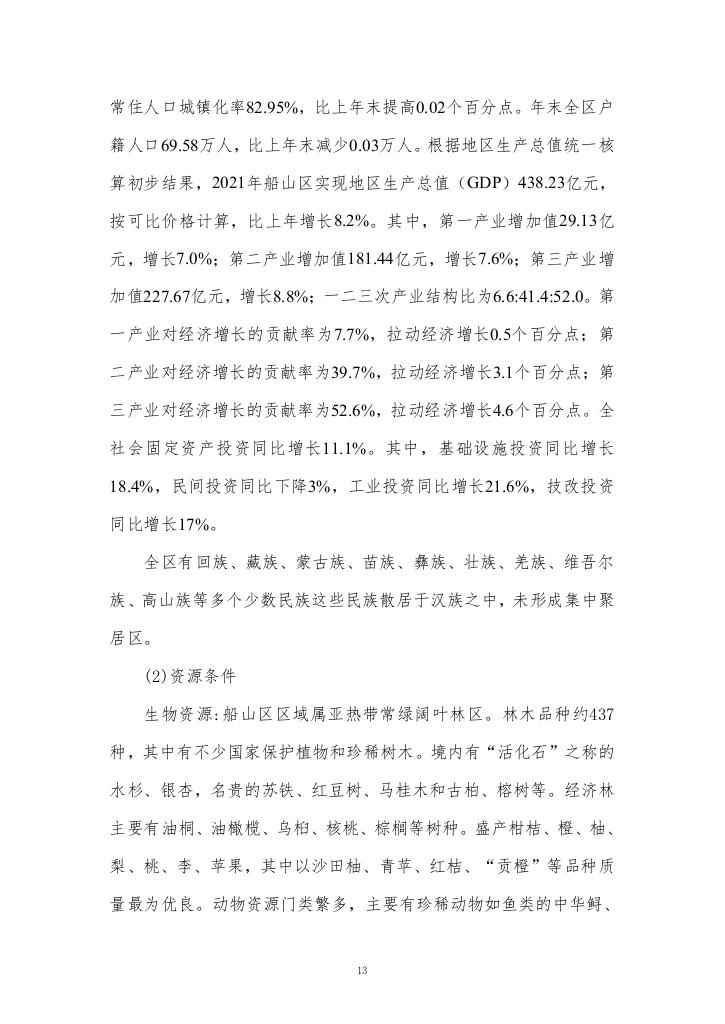 常住人口城镇化率82.95%，比上年末提高0.02个百分点。年末全区户
籍人口69.58万人，比上年末减少0.03万人。根据地区生产总值统一核
算初步结果，2021年船山区实现地区生产总值（GDP）438.23亿元，
按可比价格计算，比上年增长8.2%。其中，第一产业增加值29.13亿
元，增长7.0%；第二产业增加值181.44亿元，增长7.6%；第三产业增
加值227.67亿元，增长8.8%；一二三次产业结构比为6.6:41.4:52.0。第
一产业对经济增长的贡献率为7.7%，拉动经济增长0.5个百分点；第
二产业对经济增长的贡献率为39.7%，拉动经济增长3.1个百分点；第
三产业对经济增长的贡献率为52.6%，拉动经济增长4.6个百分点。全
社会固定资产投资同比增长11.1%。其中，基础设施投资同比增长
18.4%，民间投资同比下降3%，工业投资同比增长21.6%，技改投资
同比增长17%。
全区有回族、藏族、蒙古族、苗族、彝族、壮族、羌族、维吾尔
族、高山族等多个少数民族这些民族散居于汉族之中，未形成集中聚
居区。
(2)资源条件
生物资源:船山区区域属亚热带常绿阔叶林区。林木品种约437
种，其中有不少国家保护植物和珍稀树木。境内有“活化石”之称的
水杉、银杏，名贵的苏铁、红豆树、马桂木和古柏、榕树等。经济林
主要有油桐、油橄榄、乌桕、核桃、棕榈等树种。盛产柑桔、橙、柚、
梨、桃、李、苹果，其中以沙田柚、青苹、红桔、“贡橙”等品种质
量最为优良。动物资源门类繁多，主要有珍稀动物如鱼类的中华鲟、
13